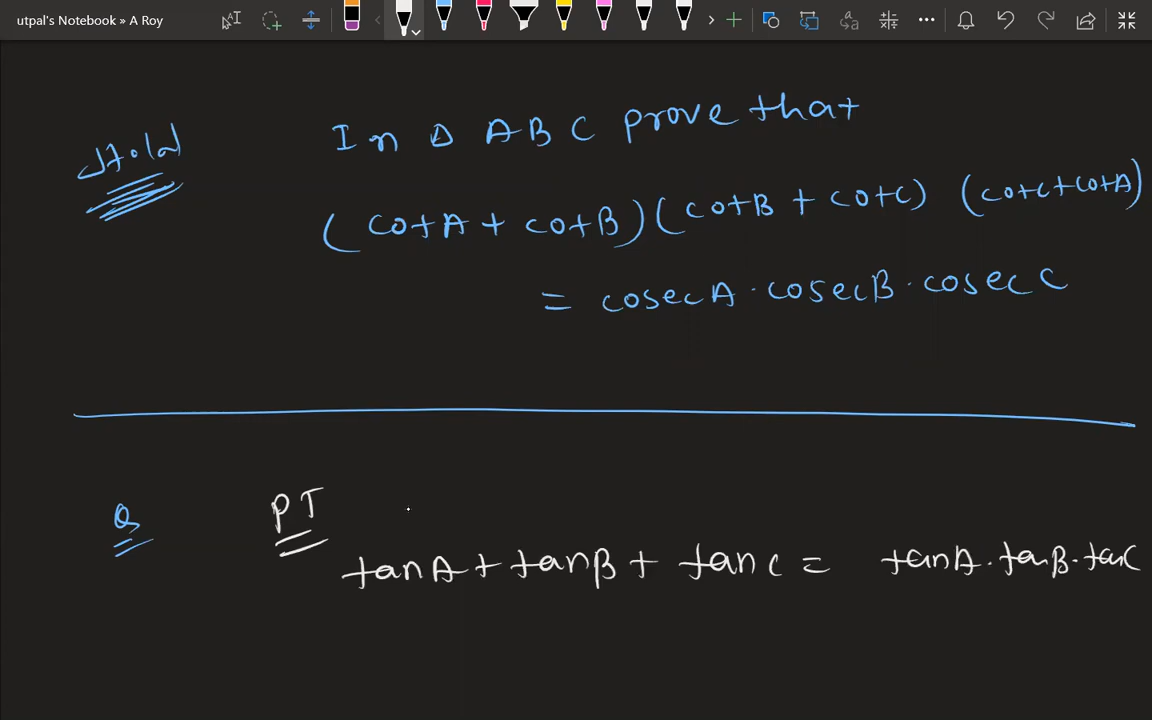 utpal's Notebook » A Roy
In Δ ABC prove that
(cotA + cotB)(cotB + cotC) (cotC+cotA)
= cosecA · cosecB · cosecC
Q PT
tanA + tanB + tanC = tanA · tanB · tanC